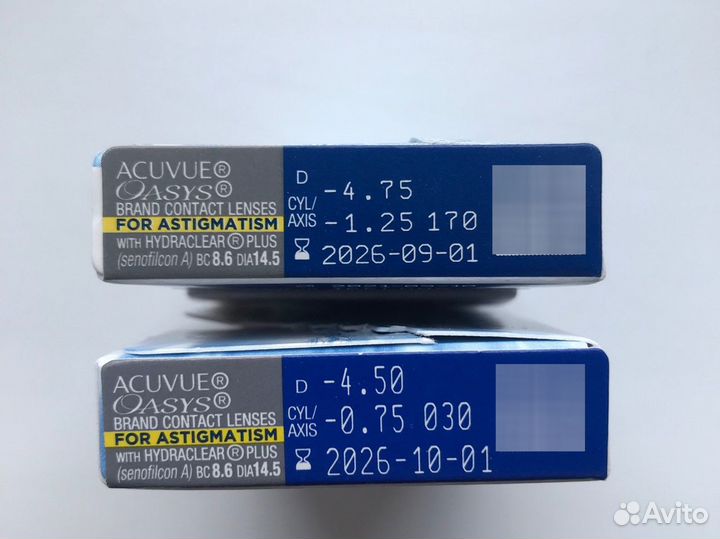 ACUVUE®
OASYS®
BRAND CONTACT LENSES
FOR ASTIGMATISM
WITH HYDRACLEAR® PLUS
(senofilcon A) BC 8.6 DIA 14.5
D -4.75
CYL/AXIS -1.25 170
2026-09-01
ACUVUE®
OASYS®
BRAND CONTACT LENSES
FOR ASTIGMATISM
WITH HYDRACLEAR® PLUS
(senofilcon A) BC 8.6 DIA 14.5
D -4.50
CYL/AXIS -0.75 030
2026-10-01
Avito